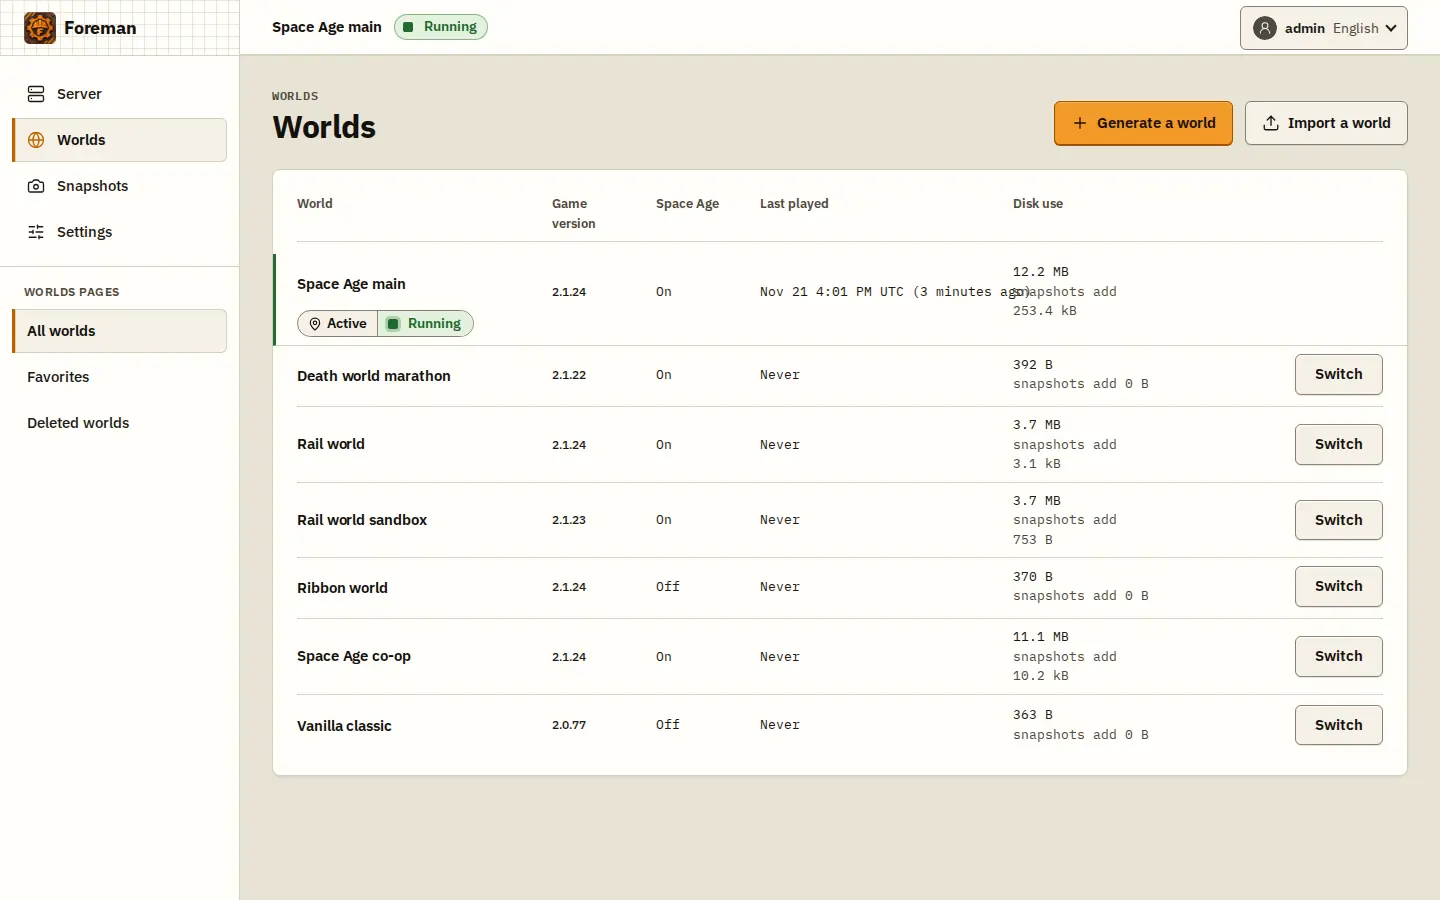 Foreman
Space Age main
Running
admin English
Server
Worlds
Snapshots
Settings
WORLDS PAGES
All worlds
Favorites
Deleted worlds
WORLDS
Worlds
Generate a world
Import a world
World
Game
version
Space Age
Last played
Disk use
Space Age main
Active
Running
2.1.24
On
Nov 21 4:01 PM UTC (3 minutes ago)
12.2 MB
snapshots add
253.4 kB
Death world marathon
2.1.22
On
Never
392 B
snapshots add 0 B
Switch
Rail world
2.1.24
On
Never
3.7 MB
snapshots add
3.1 kB
Switch
Rail world sandbox
2.1.23
On
Never
3.7 MB
snapshots add
753 B
Switch
Ribbon world
2.1.24
Off
Never
370 B
snapshots add 0 B
Switch
Space Age co-op
2.1.24
On
Never
11.1 MB
snapshots add
10.2 kB
Switch
Vanilla classic
2.0.77
Off
Never
363 B
snapshots add 0 B
Switch